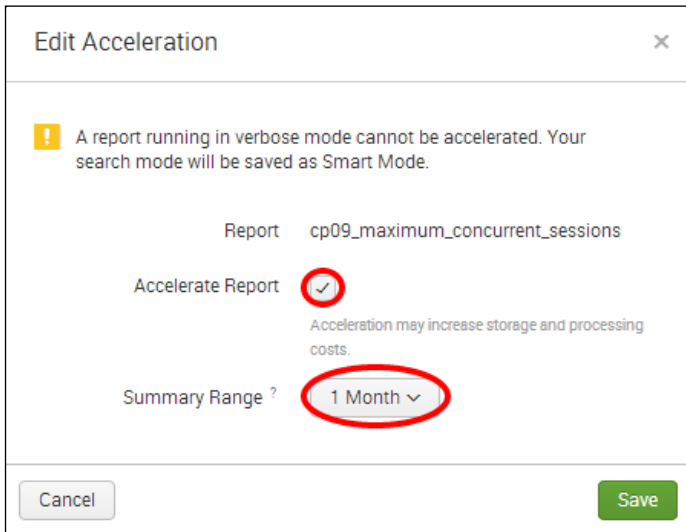 Edit Acceleration ×
! A report running in verbose mode cannot be accelerated. Your
search mode will be saved as Smart Mode.
Report cp09_maximum_concurrent_sessions
Accelerate Report
Acceleration may increase storage and processing
costs.
Summary Range ? 1 Month
Cancel Save